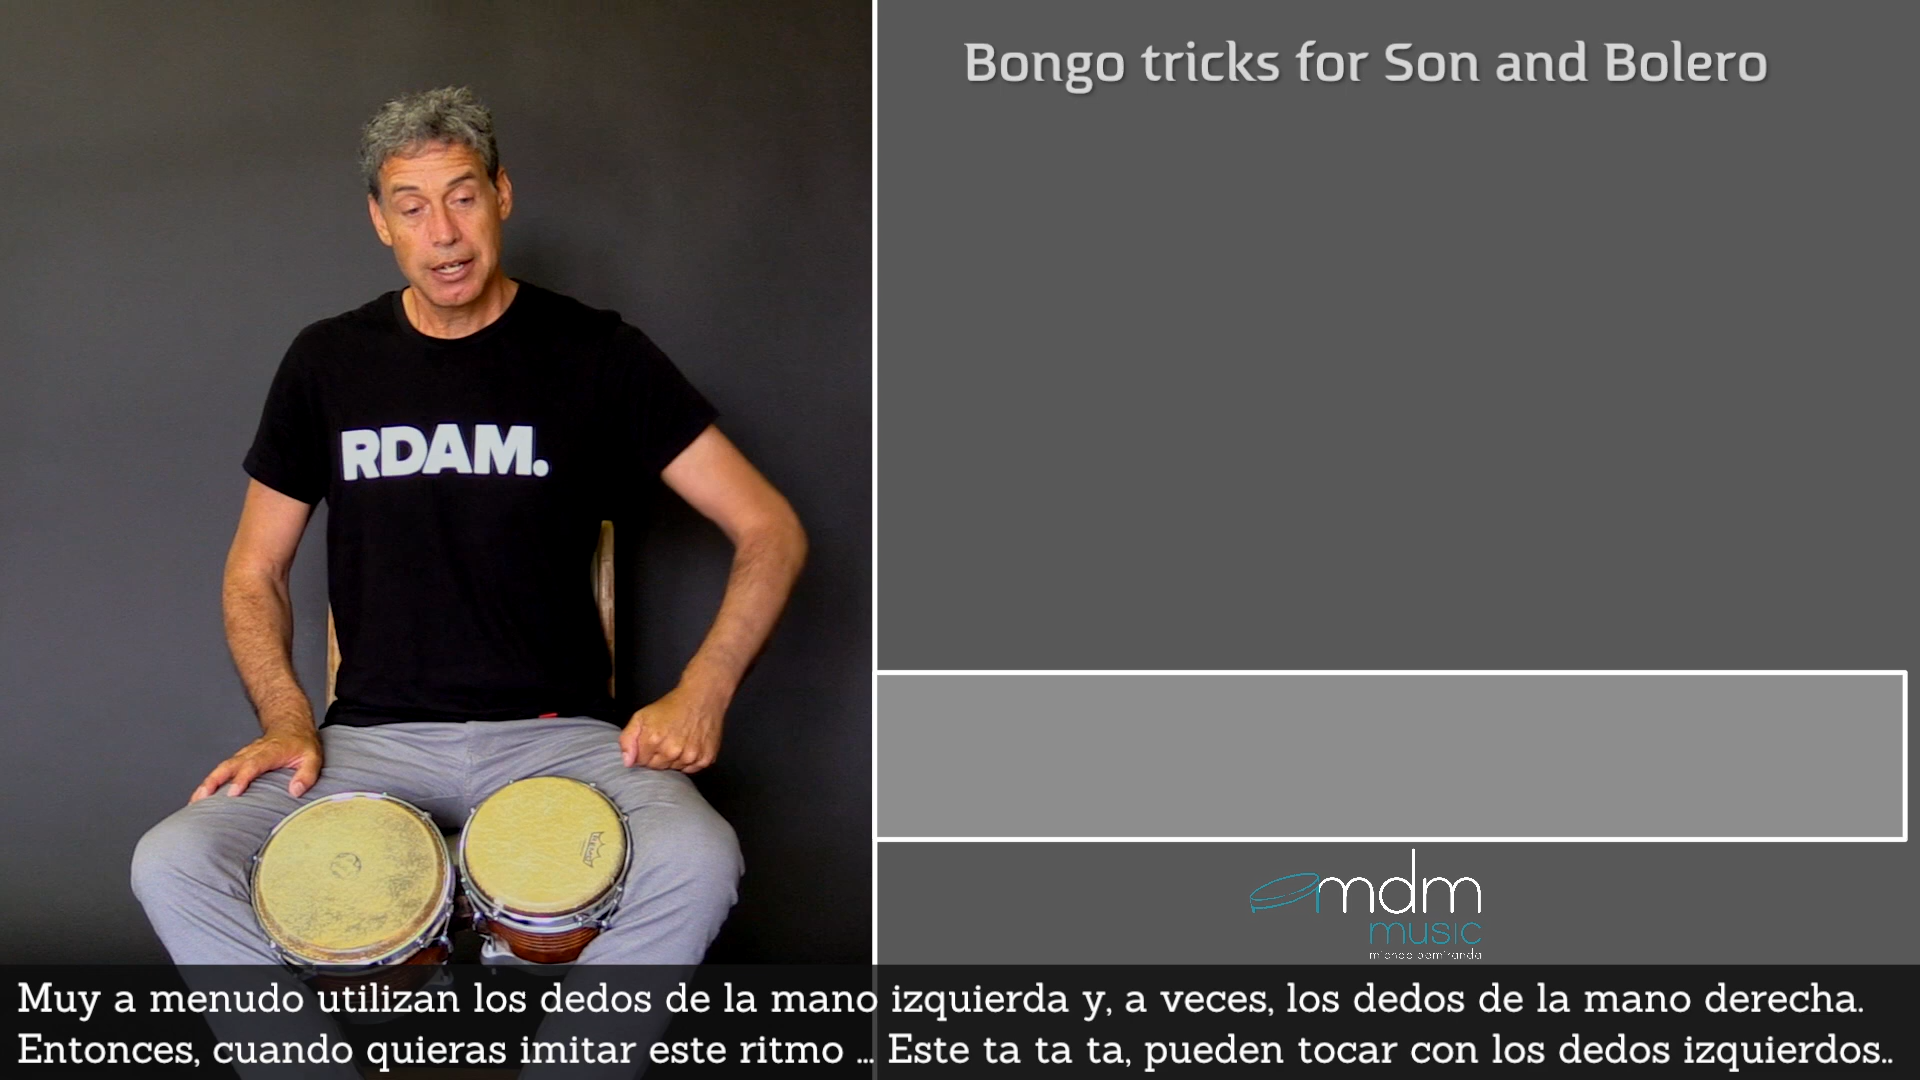 Bongo tricks for Son and Bolero
RDAM.
mdm
music
Muy a menudo utilizan los dedos de la mano izquierda y, a veces, los dedos de la mano derecha.
Entonces, cuando quieras imitar este ritmo ... Este ta ta ta, pueden tocar con los dedos izquierdos..